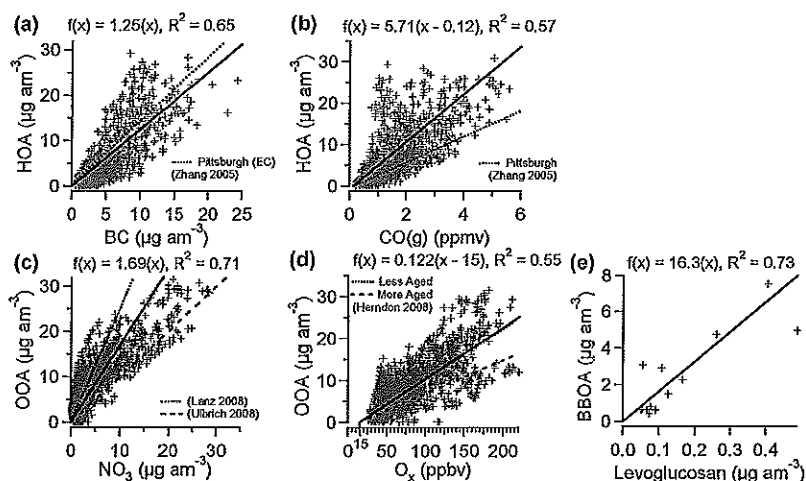 (a) f(x) = 1.25(x), R² = 0.65
HOA (µg am⁻³)
30
20
10
0
Pittsburgh (EC)
(Zhang 2005)
0 5 10 15 20 25
BC (µg am⁻³)
(b) f(x) = 5.71(x - 0.12), R² = 0.57
HOA (µg am⁻³)
30
20
10
0
Pittsburgh
(Zhang 2005)
0 2 4 6
CO(g) (ppmv)
(c) f(x) = 1.69(x), R² = 0.71
OOA (µg am⁻³)
30
20
10
0
(Lanz 2008)
(Ulbrich 2008)
0 10 20 30
NO₃ (µg am⁻³)
(d) f(x) = 0.122(x - 15), R² = 0.55
OOA (µg am⁻³)
30
20
10
0
Less Aged
More Aged
(Herndon 2008)
0 15 50 100 150 200
Oₓ (ppbv)
(e) f(x) = 16.3(x), R² = 0.73
BBOA (µg am⁻³)
8
6
4
2
0
0.0 0.1 0.2 0.3 0.4 0.5
Levoglucosan (µg am⁻³)